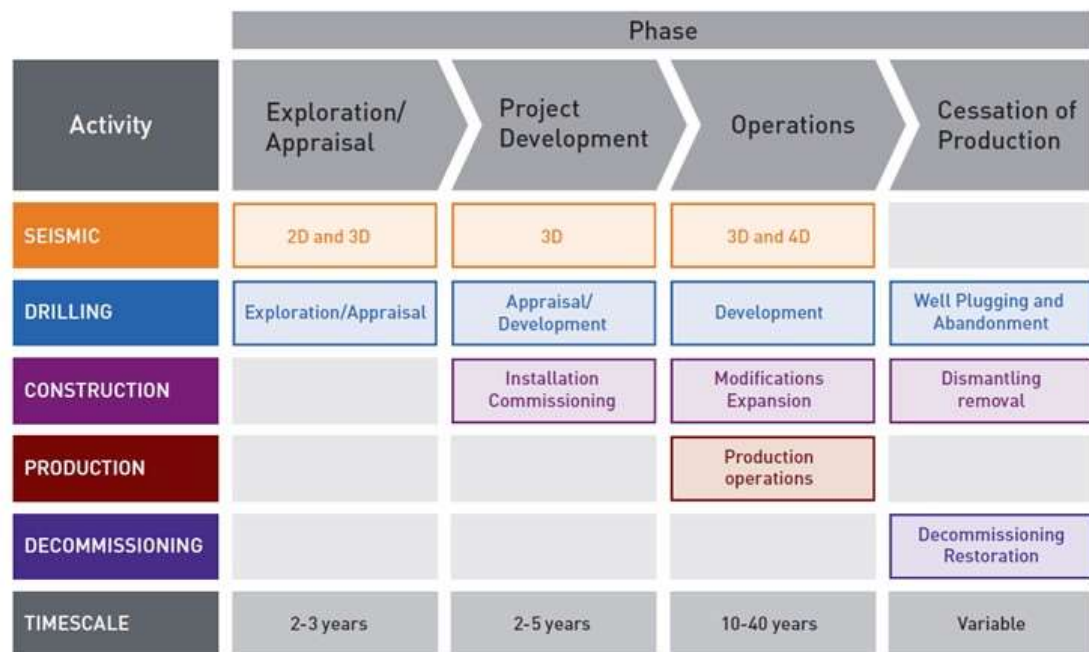 Phase
Activity
Exploration/
Appraisal
Project
Development
Operations
Cessation of
Production
SEISMIC
2D and 3D
3D
3D and 4D
DRILLING
Exploration/Appraisal
Appraisal/
Development
Development
Well Plugging and
Abandonment
CONSTRUCTION
Installation
Commissioning
Modifications
Expansion
Dismantling
removal
PRODUCTION
Production
operations
DECOMMISSIONING
Decommissioning
Restoration
TIMESCALE
2-3 years
2-5 years
10-40 years
Variable